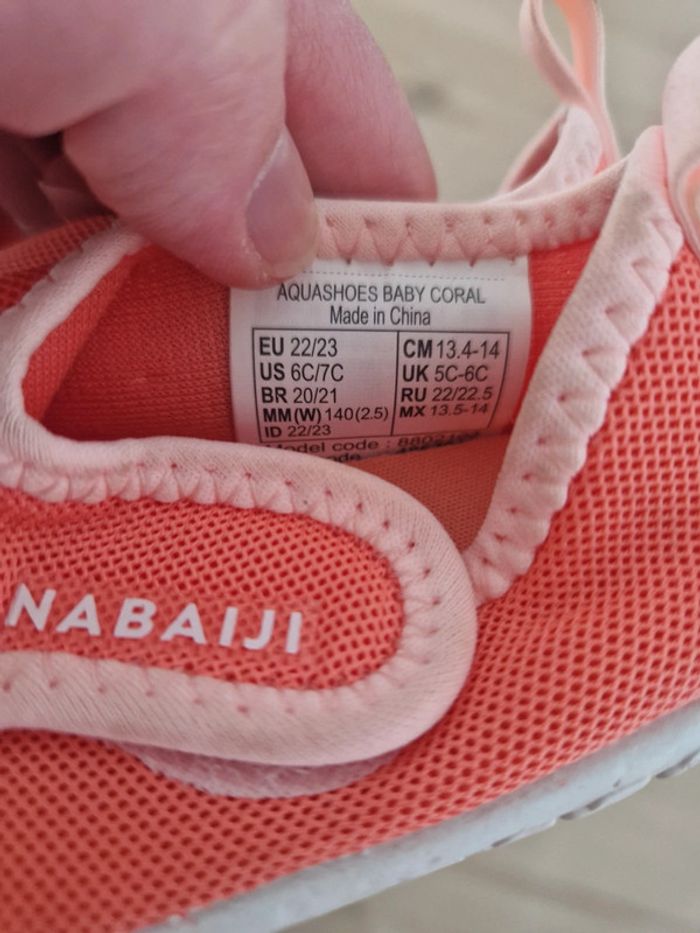 AQUASHOES BABY CORAL
Made in China
EU 22/23 CM 13.4-14
US 6C/7C UK 5C-6C
BR 20/21 RU 22/22.5
MM(W) 140(2.5) MX 13.5-14
ID 22/23
Model code :
NABAIJI